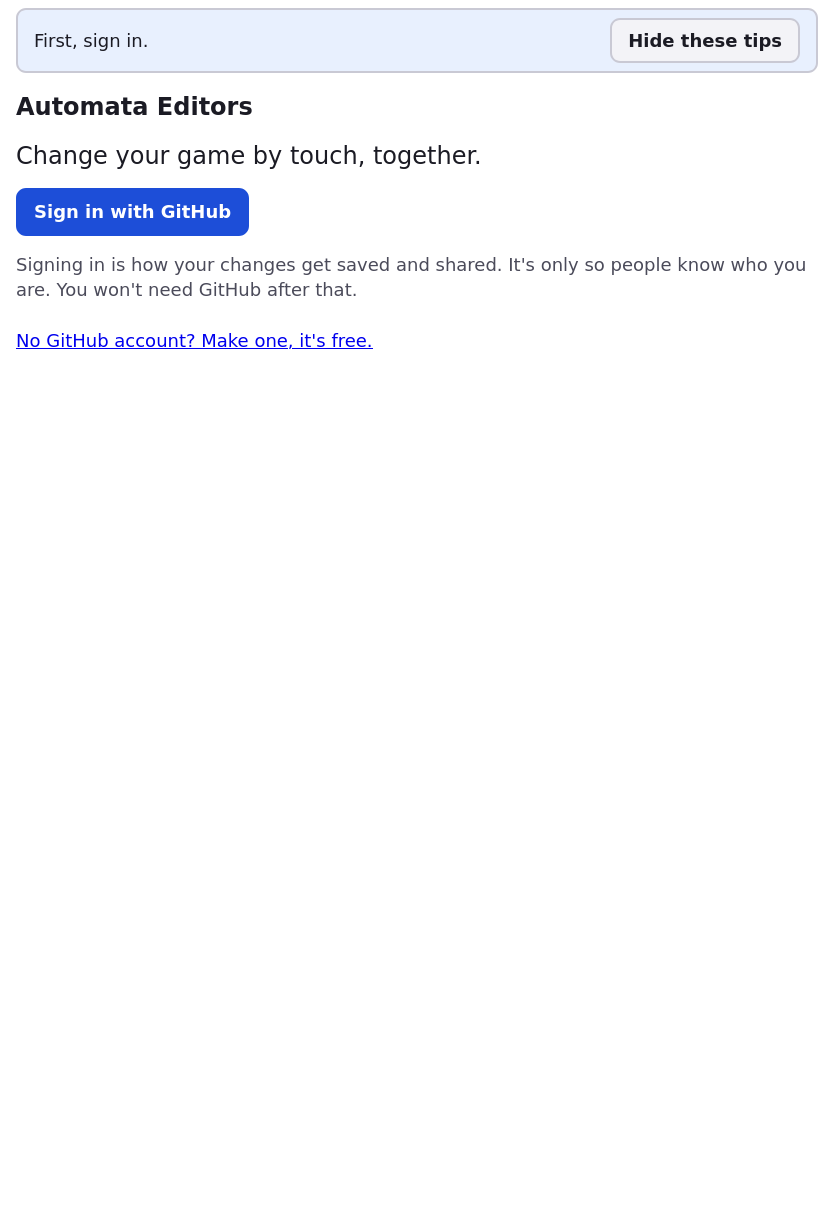 First, sign in.
Hide these tips
Automata Editors
Change your game by touch, together.
Sign in with GitHub
Signing in is how your changes get saved and shared. It's only so people know who you
are. You won't need GitHub after that.
No GitHub account? Make one, it's free.